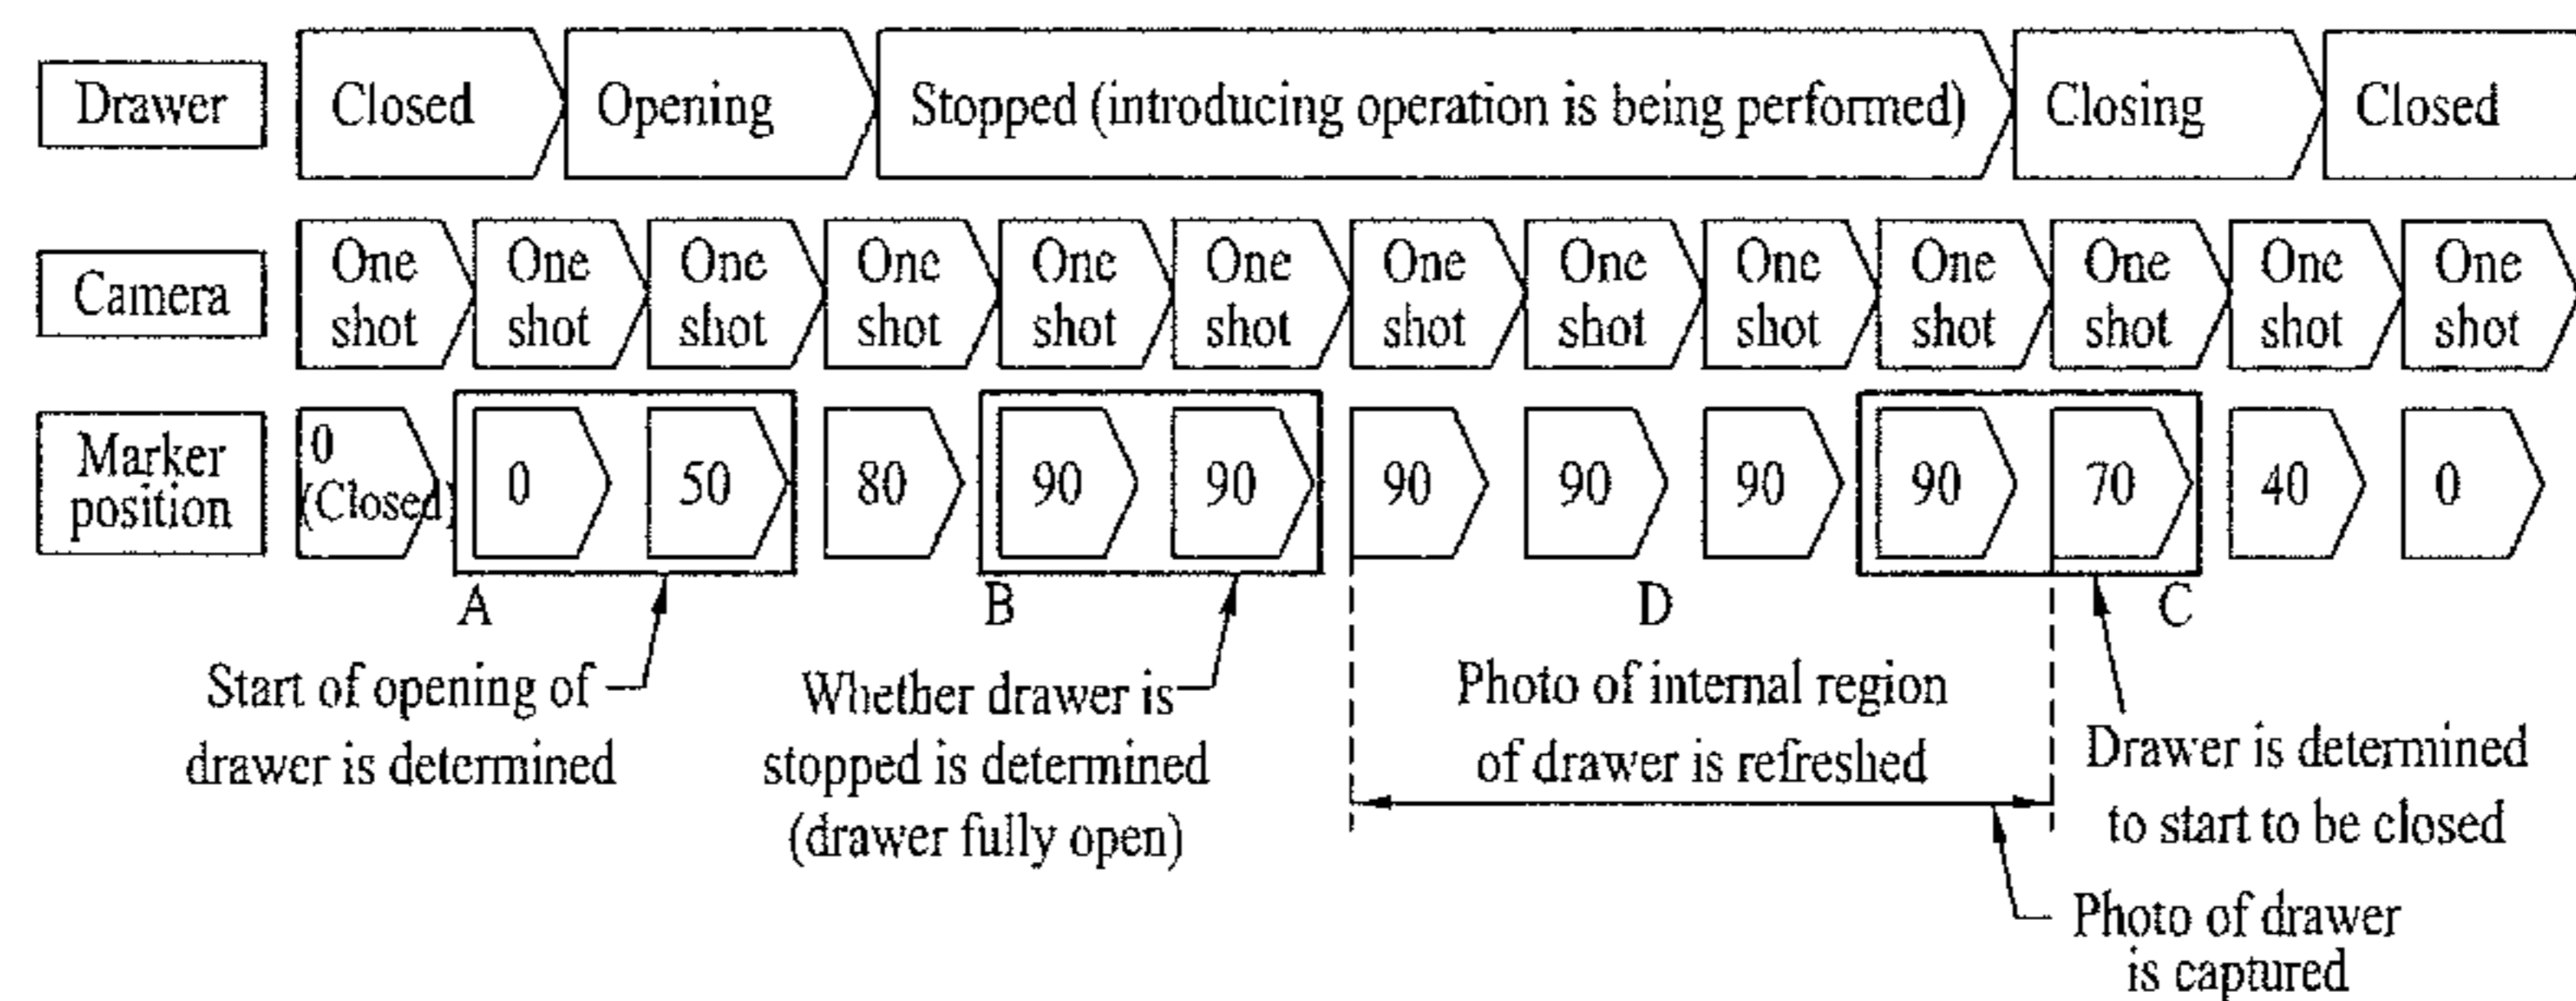 Drawer
Closed
Opening
Stopped (introducing operation is being performed)
Closing
Closed
Camera
One
shot
One
shot
One
shot
One
shot
One
shot
One
shot
One
shot
One
shot
One
shot
One
shot
One
shot
One
shot
One
shot
Marker
position
0
(Closed)
0
50
80
90
90
90
90
90
90
70
40
0
A
B
D
C
Start of opening of
drawer is determined
Whether drawer is
stopped is determined
(drawer fully open)
Photo of internal region
of drawer is refreshed
Drawer is determined
to start to be closed
Photo of drawer
is captured